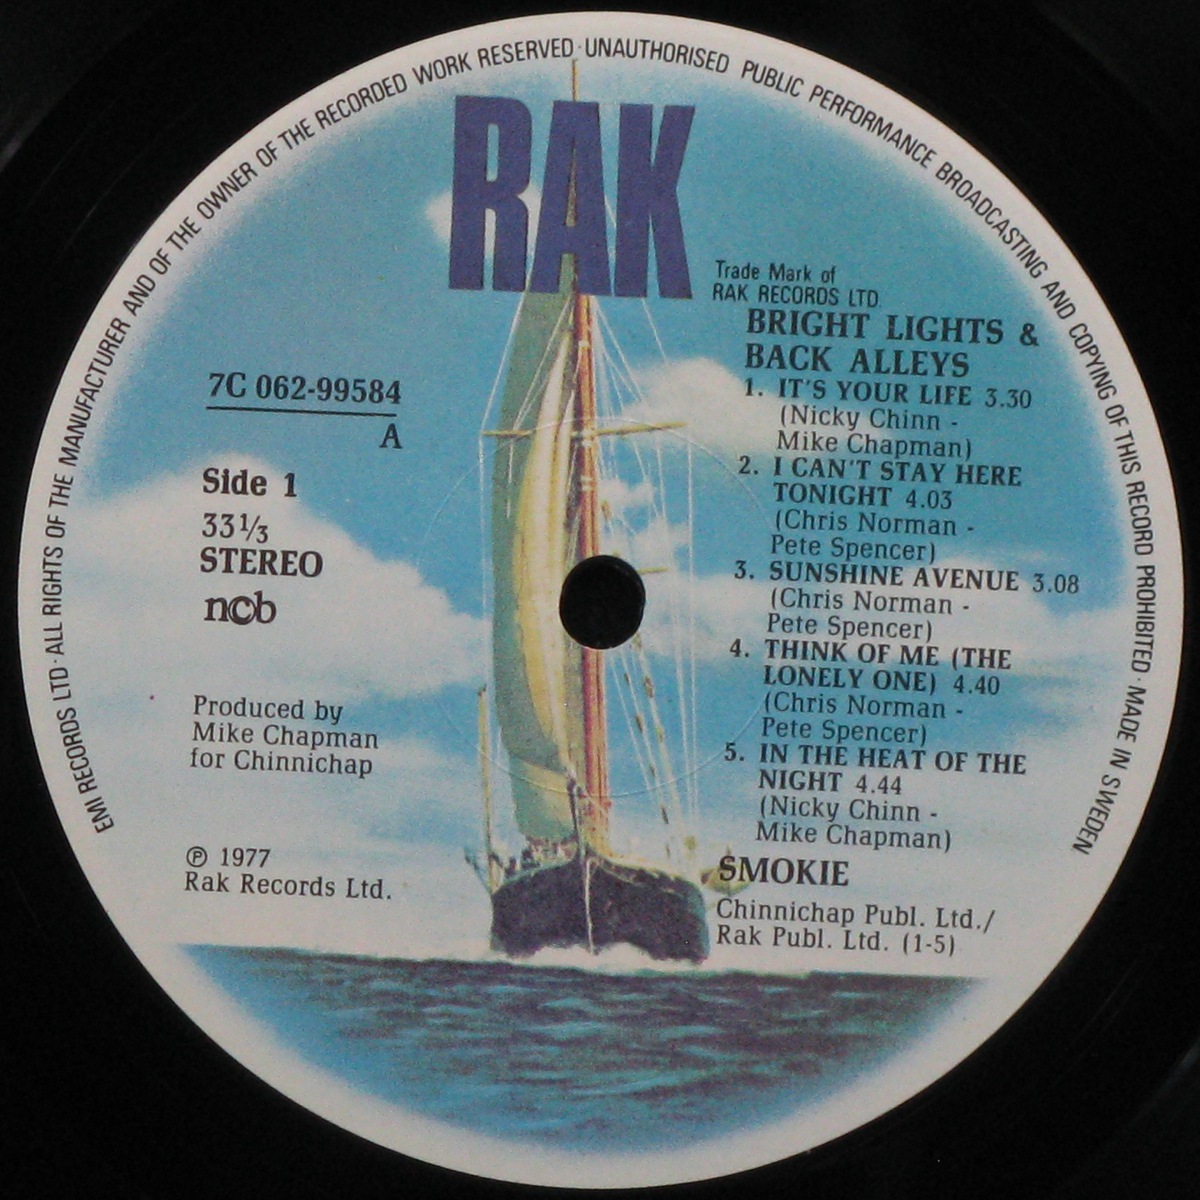 EMI RECORDS LTD · ALL RIGHTS OF THE MANUFACTURER AND OF THE OWNER OF THE RECORDED WORK RESERVED · UNAUTHORISED PUBLIC PERFORMANCE BROADCASTING AND COPYING OF THIS RECORD PROHIBITED · MADE IN SWEDEN
RAK
Trade Mark of
RAK RECORDS LTD.
7C 062-99584
A
Side 1
33⅓
STEREO
ncb
Produced by
Mike Chapman
for Chinnichap
℗ 1977
Rak Records Ltd.
BRIGHT LIGHTS &
BACK ALLEYS
1. IT'S YOUR LIFE 3.30
(Nicky Chinn -
Mike Chapman)
2. I CAN'T STAY HERE
TONIGHT 4.03
(Chris Norman -
Pete Spencer)
3. SUNSHINE AVENUE 3.08
(Chris Norman -
Pete Spencer)
4. THINK OF ME (THE
LONELY ONE) 4.40
(Chris Norman -
Pete Spencer)
5. IN THE HEAT OF THE
NIGHT 4.44
(Nicky Chinn -
Mike Chapman)
SMOKIE
Chinnichap Publ. Ltd./
Rak Publ. Ltd. (1-5)